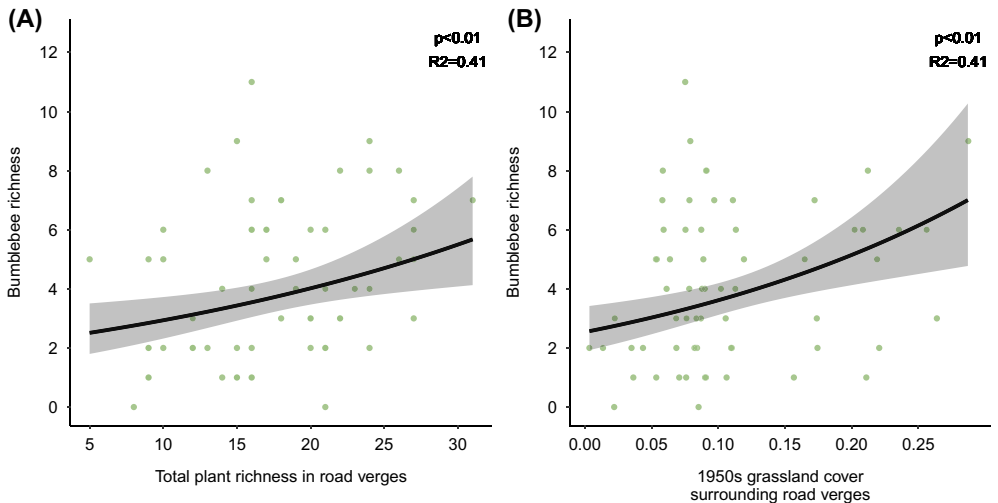 (A)
p<0.01
R2=0.41
12
10
8
6
4
2
0
Bumblebee richness
5
10
15
20
25
30
Total plant richness in road verges
(B)
p<0.01
R2=0.41
12
10
8
6
4
2
0
Bumblebee richness
0.00
0.05
0.10
0.15
0.20
0.25
1950s grassland cover
surrounding road verges